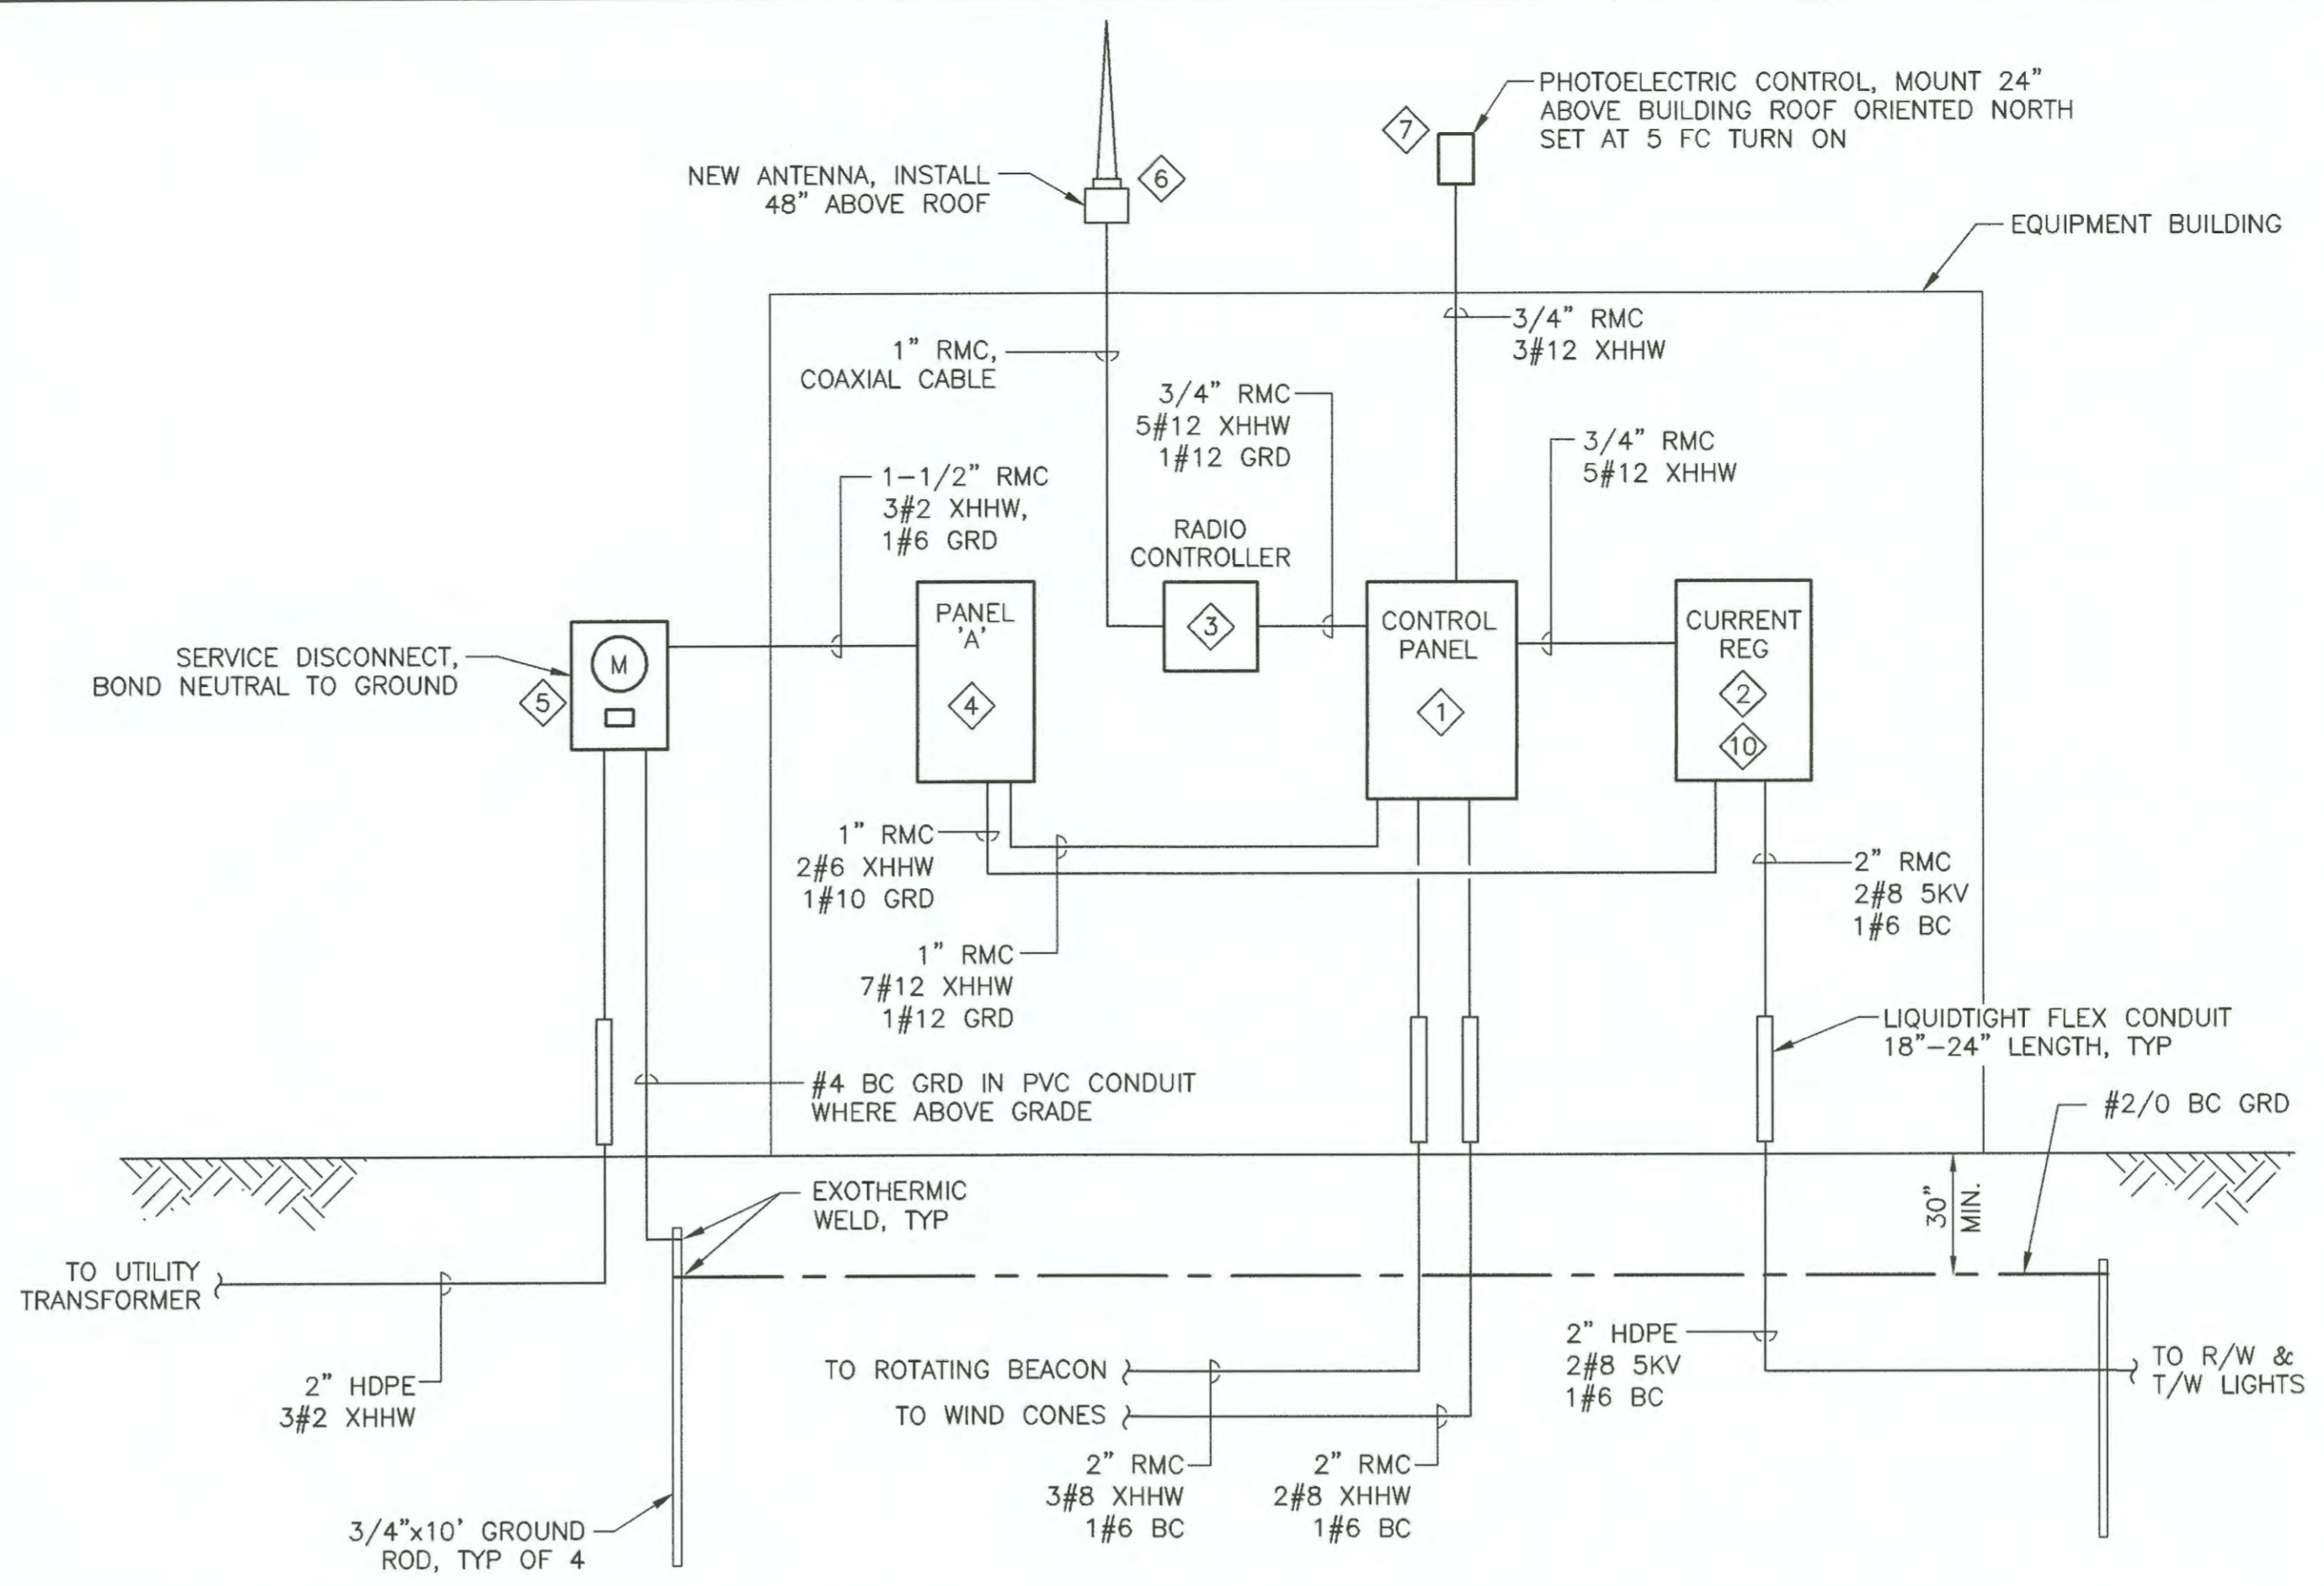 PHOTOELECTRIC CONTROL, MOUNT 24"
ABOVE BUILDING ROOF ORIENTED NORTH
SET AT 5 FC TURN ON
7
NEW ANTENNA, INSTALL
48" ABOVE ROOF
6
EQUIPMENT BUILDING
3/4" RMC
3#12 XHHW
1" RMC,
COAXIAL CABLE
3/4" RMC
5#12 XHHW
1#12 GRD
3/4" RMC
5#12 XHHW
1-1/2" RMC
3#2 XHHW,
1#6 GRD
RADIO
CONTROLLER
3
SERVICE DISCONNECT,
BOND NEUTRAL TO GROUND
5
M
PANEL
'A'
4
CONTROL
PANEL
1
CURRENT
REG
2
10
1" RMC
2#6 XHHW
1#10 GRD
1" RMC
7#12 XHHW
1#12 GRD
2" RMC
2#8 5KV
1#6 BC
LIQUIDTIGHT FLEX CONDUIT
18"-24" LENGTH, TYP
#4 BC GRD IN PVC CONDUIT
WHERE ABOVE GRADE
#2/0 BC GRD
EXOTHERMIC
WELD, TYP
30"
MIN.
TO UTILITY
TRANSFORMER
2" HDPE
3#2 XHHW
TO ROTATING BEACON
TO WIND CONES
2" HDPE
2#8 5KV
1#6 BC
TO R/W &
T/W LIGHTS
2" RMC
3#8 XHHW
1#6 BC
2" RMC
2#8 XHHW
1#6 BC
3/4"x10' GROUND
ROD, TYP OF 4